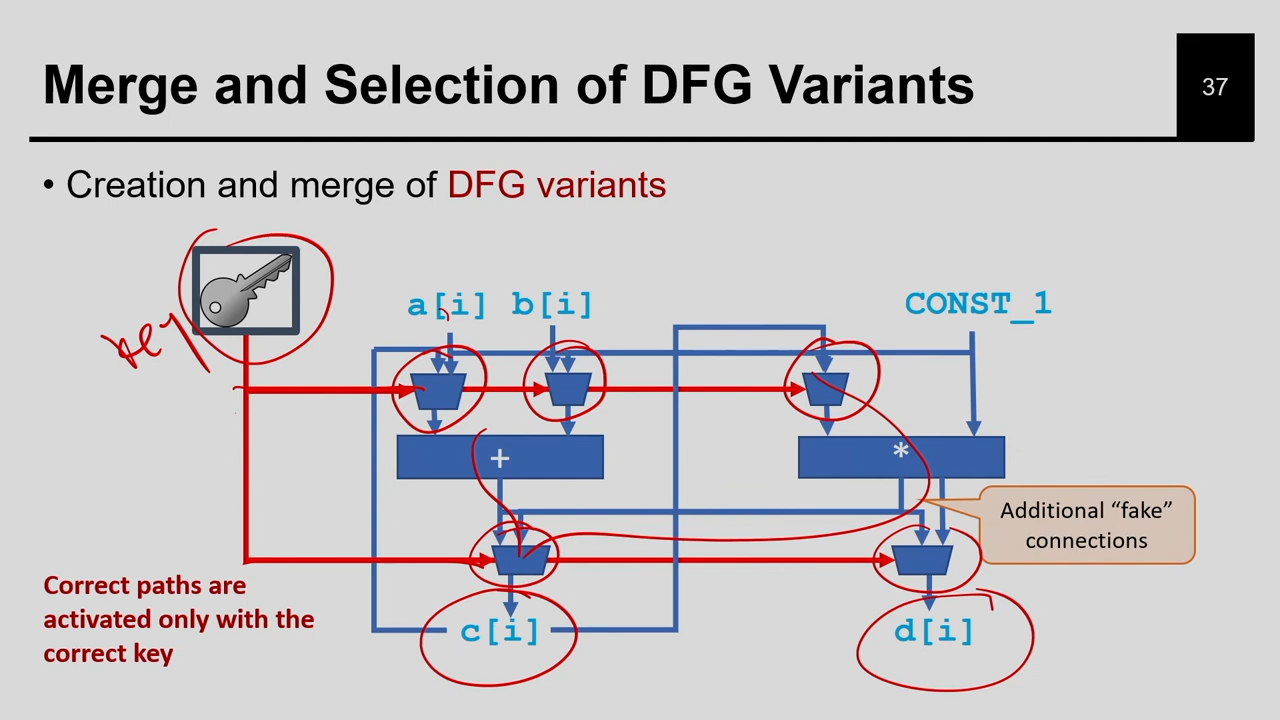 Merge and Selection of DFG Variants
37
• Creation and merge of DFG variants
key
a[i] b[i] CONST_1
+ *
Additional “fake”
connections
Correct paths are
activated only with the
correct key
c[i] d[i]